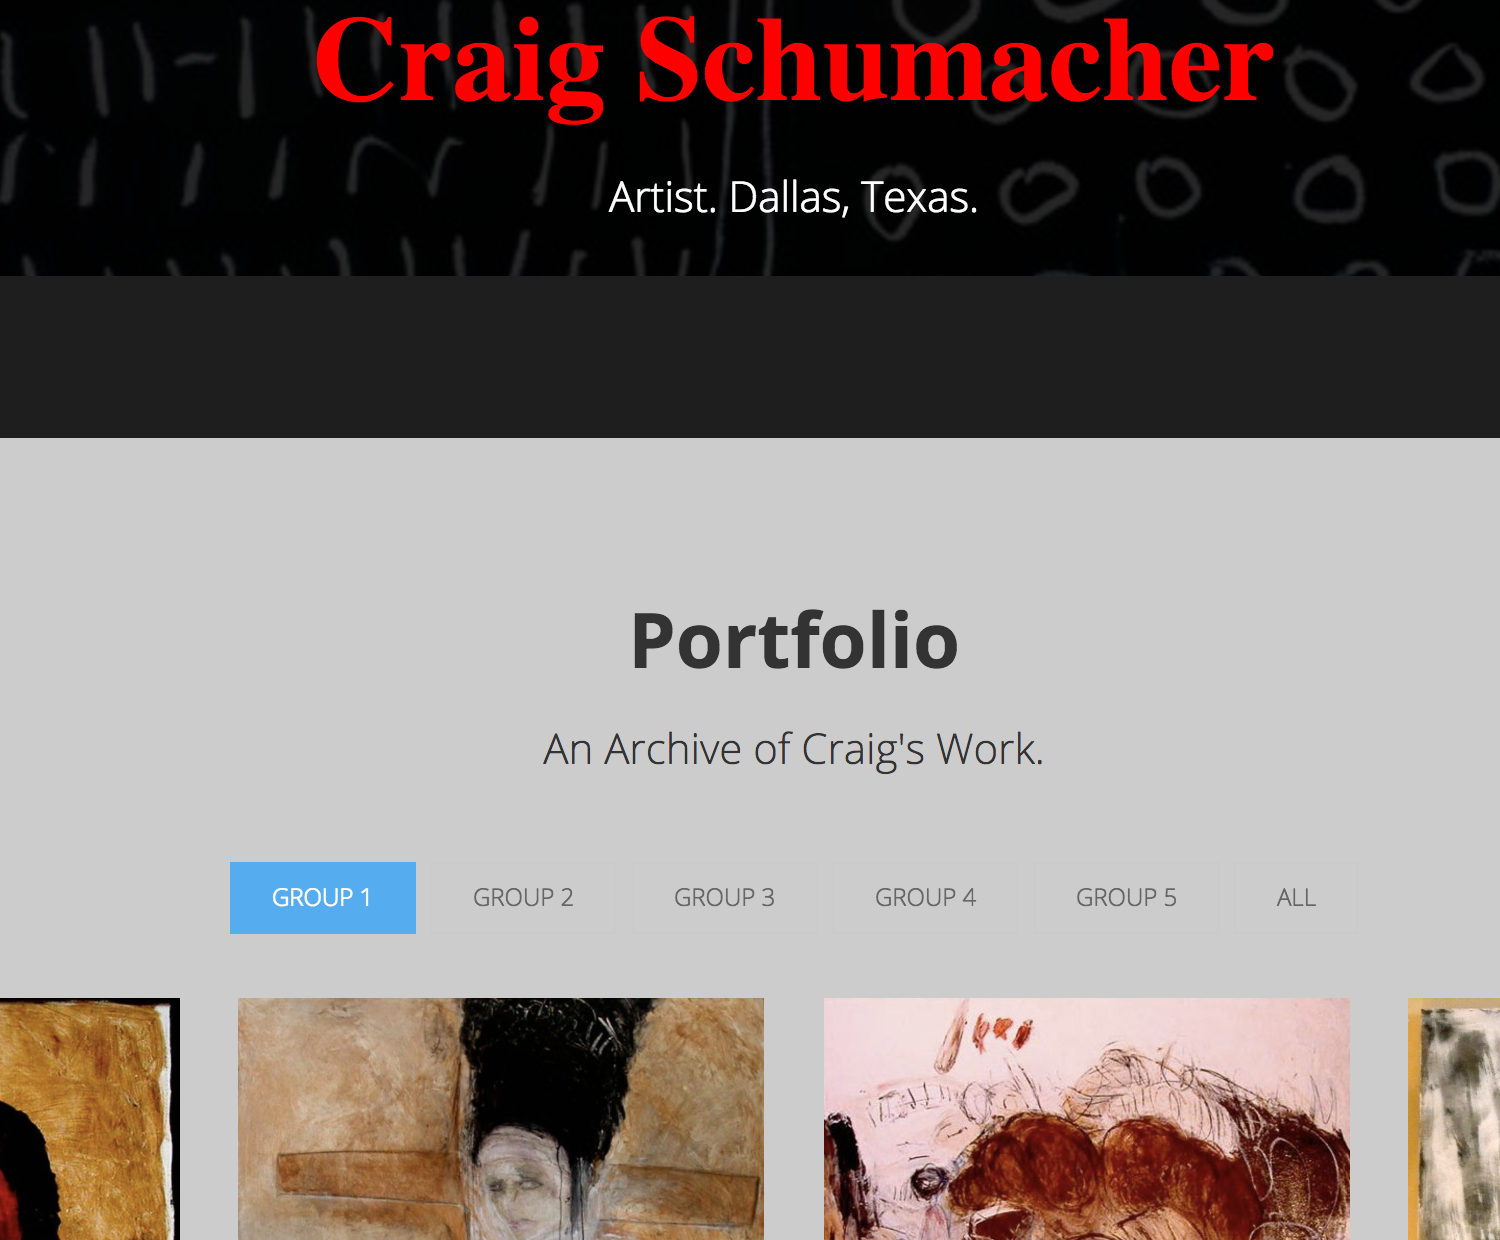 Craig Schumacher
Artist. Dallas, Texas.
Portfolio
An Archive of Craig's Work.
GROUP 1
GROUP 2
GROUP 3
GROUP 4
GROUP 5
ALL